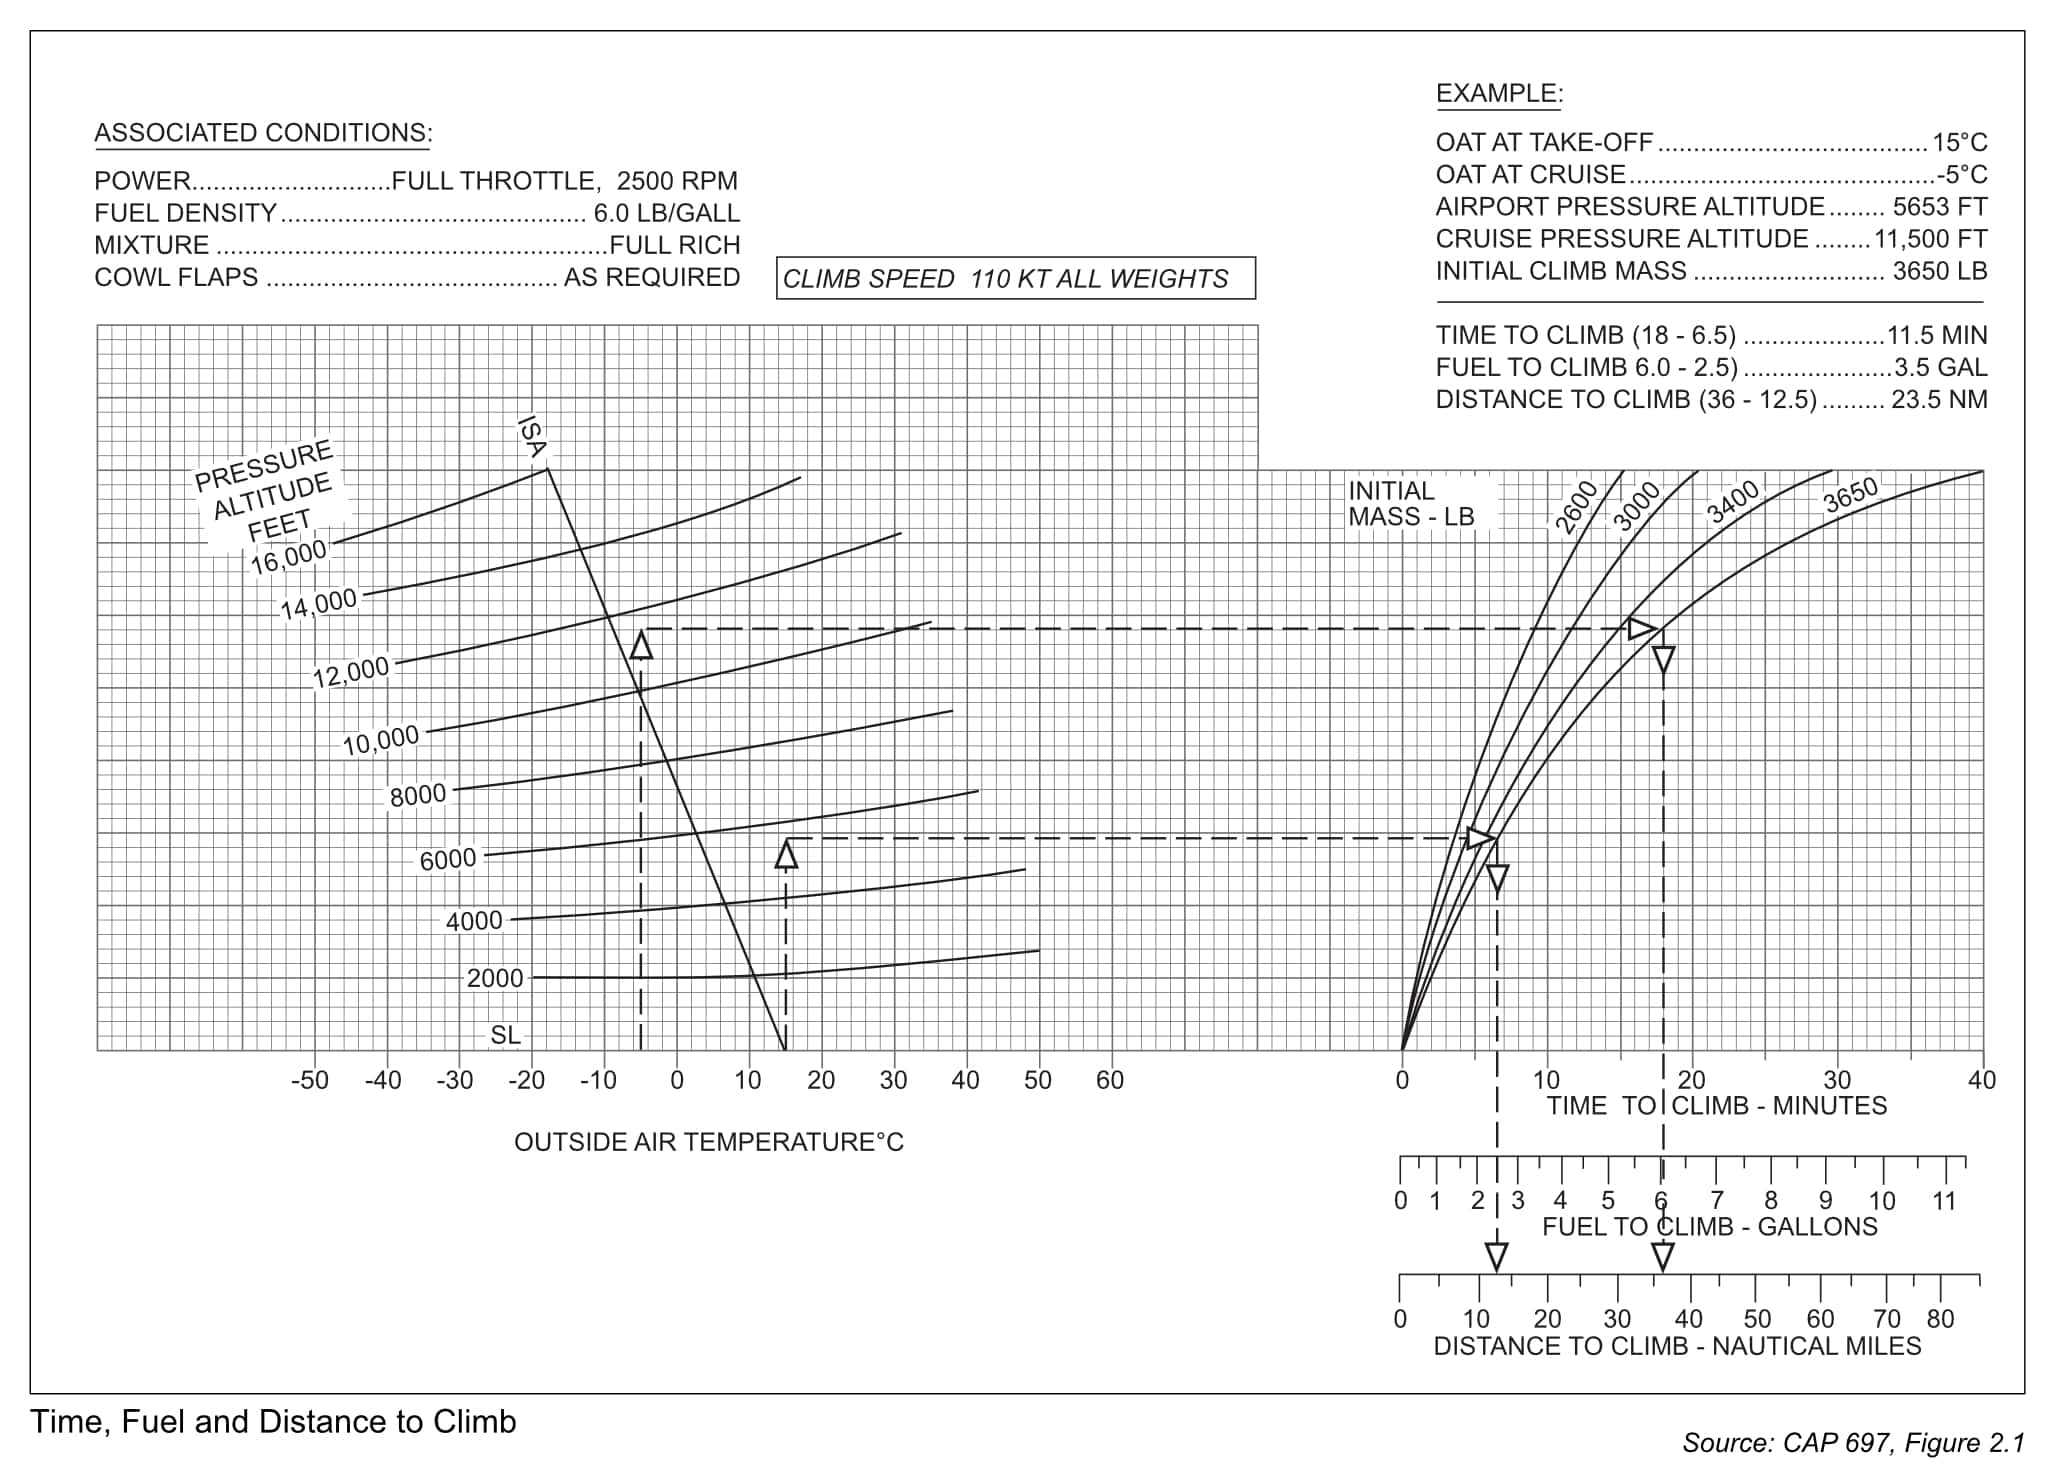 EXAMPLE:
ASSOCIATED CONDITIONS:
OAT AT TAKE-OFF...................................... 15°C
POWER............................FULL THROTTLE, 2500 RPM
OAT AT CRUISE...........................................-5°C
FUEL DENSITY........................................... 6.0 LB/GALL
AIRPORT PRESSURE ALTITUDE........ 5653 FT
MIXTURE .......................................................FULL RICH
CRUISE PRESSURE ALTITUDE ........11,500 FT
COWL FLAPS ......................................... AS REQUIRED
INITIAL CLIMB MASS ........................... 3650 LB
CLIMB SPEED 110 KT ALL WEIGHTS
TIME TO CLIMB (18 - 6.5) ....................11.5 MIN
FUEL TO CLIMB 6.0 - 2.5) .....................3.5 GAL
DISTANCE TO CLIMB (36 - 12.5) ......... 23.5 NM
ISA
PRESSURE
ALTITUDE
FEET
16,000
14,000
12,000
10,000
8000
6000
4000
2000
SL
INITIAL
MASS - LB
2600
3000
3400
3650
-50 -40 -30 -20 -10 0 10 20 30 40 50 60
OUTSIDE AIR TEMPERATURE°C
0 10 20 30 40
TIME TO CLIMB - MINUTES
0 1 2 3 4 5 6 7 8 9 10 11
FUEL TO CLIMB - GALLONS
0 10 20 30 40 50 60 70 80
DISTANCE TO CLIMB - NAUTICAL MILES
Time, Fuel and Distance to Climb
Source: CAP 697, Figure 2.1